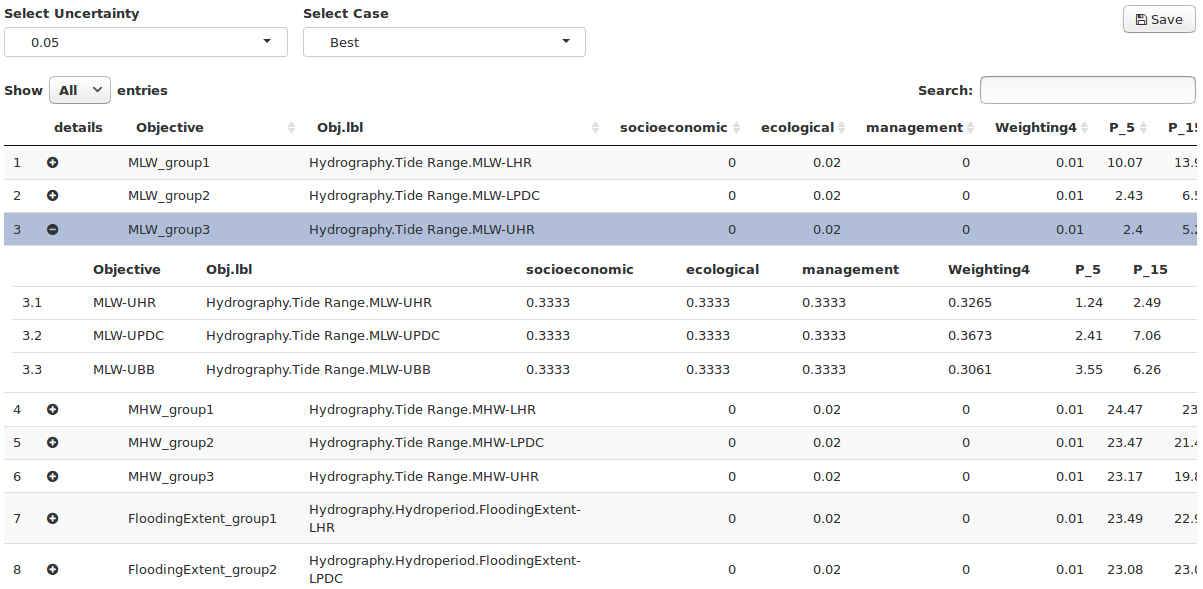 Select Uncertainty Select Case Save
0.05 Best
Show All entries Search:
details Objective Obj.lbl socioeconomic ecological management Weighting4 P_5 P_15
1 MLW_group1 Hydrography.Tide Range.MLW-LHR 0 0.02 0 0.01 10.07 13.9
2 MLW_group2 Hydrography.Tide Range.MLW-LPDC 0 0.02 0 0.01 2.43 6.5
3 MLW_group3 Hydrography.Tide Range.MLW-UHR 0 0.02 0 0.01 2.4 5.2
Objective Obj.lbl socioeconomic ecological management Weighting4 P_5 P_15
3.1 MLW-UHR Hydrography.Tide Range.MLW-UHR 0.3333 0.3333 0.3333 0.3265 1.24 2.49
3.2 MLW-UPDC Hydrography.Tide Range.MLW-UPDC 0.3333 0.3333 0.3333 0.3673 2.41 7.06
3.3 MLW-UBB Hydrography.Tide Range.MLW-UBB 0.3333 0.3333 0.3333 0.3061 3.55 6.26
4 MHW_group1 Hydrography.Tide Range.MHW-LHR 0 0.02 0 0.01 24.47 23
5 MHW_group2 Hydrography.Tide Range.MHW-LPDC 0 0.02 0 0.01 23.47 21.4
6 MHW_group3 Hydrography.Tide Range.MHW-UHR 0 0.02 0 0.01 23.17 19.8
7 FloodingExtent_group1 Hydrography.Hydroperiod.FloodingExtent-
LHR 0 0.02 0 0.01 23.49 22.9
8 FloodingExtent_group2 Hydrography.Hydroperiod.FloodingExtent-
LPDC 0 0.02 0 0.01 23.08 23.0